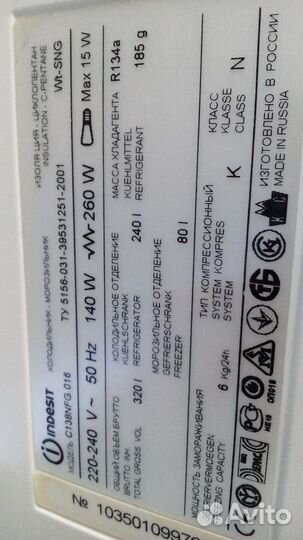 INDESIT
ХОЛОДИЛЬНИК - МОРОЗИЛЬНИК
ИЗОЛЯЦИЯ - ЦИКЛОПЕНТАН
INSULATION - C-PENTANE
МОДЕЛЬ C138NFG.016
ТУ 5156-031-39531251-2001
Wt-SNG
220-240 V ~ 50 Hz 140 W 260 W Max 15 W
ОБЩИЙ ОБЪЕМ БРУТТО
BRUTTO INH.
TOTAL GROSS VOL
320 l
ХОЛОДИЛЬНОЕ ОТДЕЛЕНИЕ
KUEHLSCHRANK
REFRIGERATOR
240 l
МАССА ХЛАДАГЕНТА
KUEHLMITTEL
REFRIGERANT
R134a
185 g
МОРОЗИЛЬНОЕ ОТДЕЛЕНИЕ
GEFRIERSCHRANK
FREEZER
80 l
МОЩНОСТЬ ЗАМОРАЖИВАНИЯ
6 Kg/24h
ТИП КОМПРЕССИОННЫЙ
SYSTEM KOMPRES
SYSTEM
K
КЛАСС
KLASSE
CLASS
N
ИЗГОТОВЛЕНО В РОССИИ
MADE IN RUSSIA
№ 1035010997
Avito